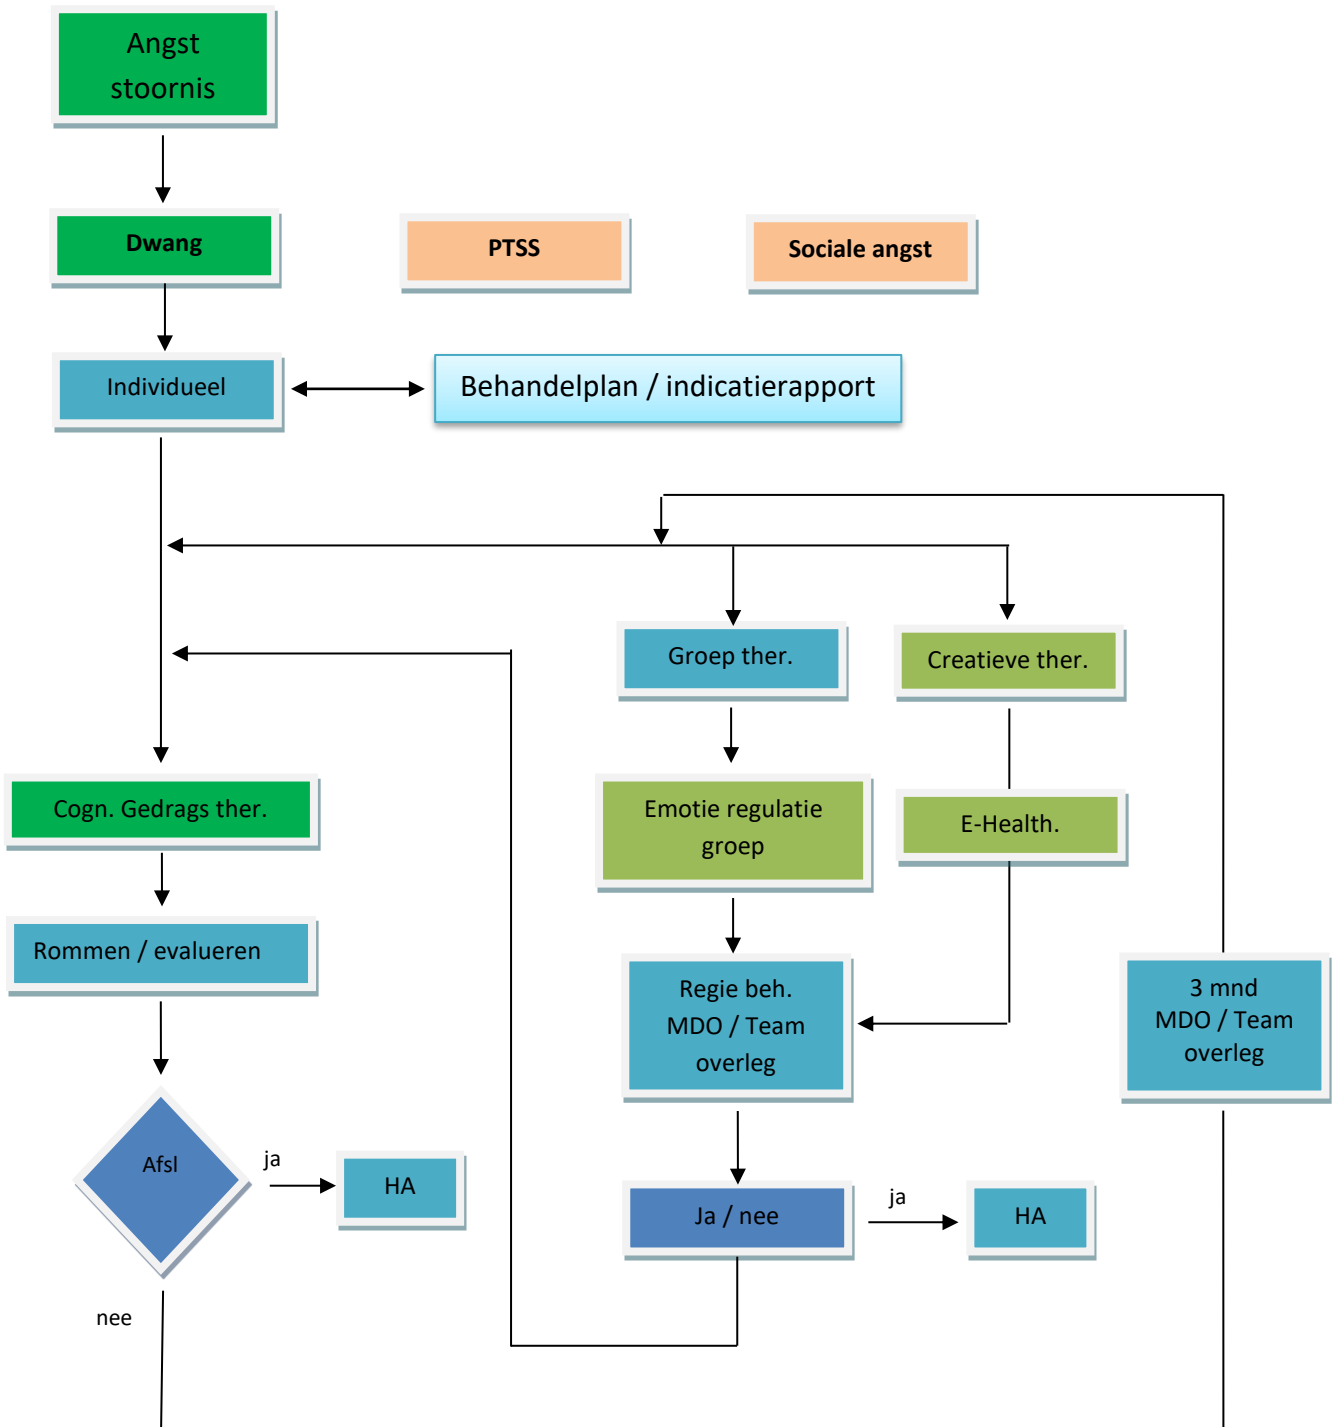 Angst
stoornis
Dwang
PTSS
Sociale angst
Individueel
Behandelplan / indicatierapport
Groep ther.
Creatieve ther.
Cogn. Gedrags ther.
Emotie regulatie
groep
E-Health.
Rommen / evalueren
Regie beh.
MDO / Team
overleg
3 mnd
MDO / Team
overleg
Afsl
ja
HA
Ja / nee
ja
HA
nee